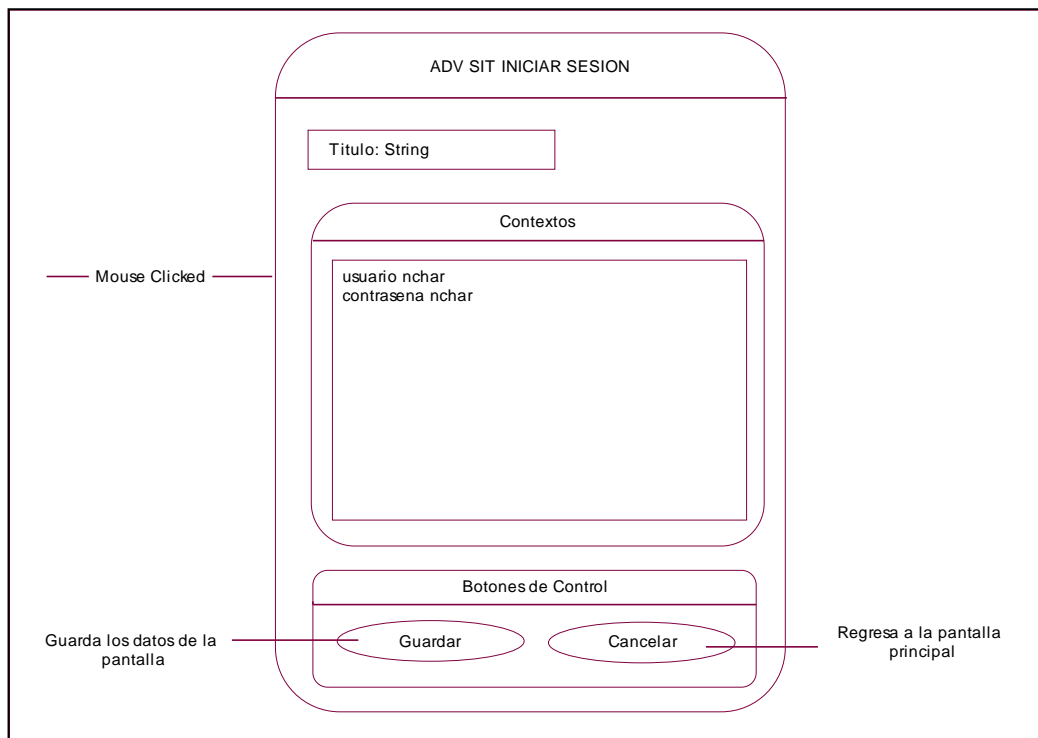 ADV SIT INICIAR SESION
Titulo: String
Contextos
Mouse Clicked
usuario nchar
contrasena nchar
Botones de Control
Guarda los datos de la
pantalla
Guardar
Cancelar
Regresa a la pantalla
principal